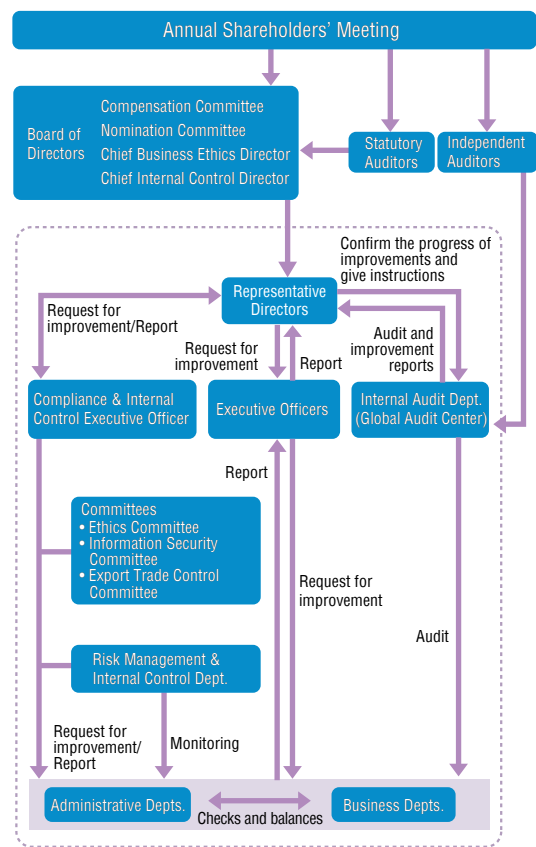 Annual Shareholders' Meeting
Board of
Directors
Compensation Committee
Nomination Committee
Chief Business Ethics Director
Chief Internal Control Director
Statutory
Auditors
Independent
Auditors
Confirm the progress of
improvements and
give instructions
Representative
Directors
Request for
improvement/Report
Request for
improvement
Report
Audit and
improvement
reports
Compliance & Internal
Control Executive Officer
Executive Officers
Internal Audit Dept.
(Global Audit Center)
Report
Committees
• Ethics Committee
• Information Security
Committee
• Export Trade Control
Committee
Request for
improvement
Audit
Risk Management &
Internal Control Dept.
Request for
improvement/
Report
Monitoring
Administrative Depts.
Checks and balances
Business Depts.